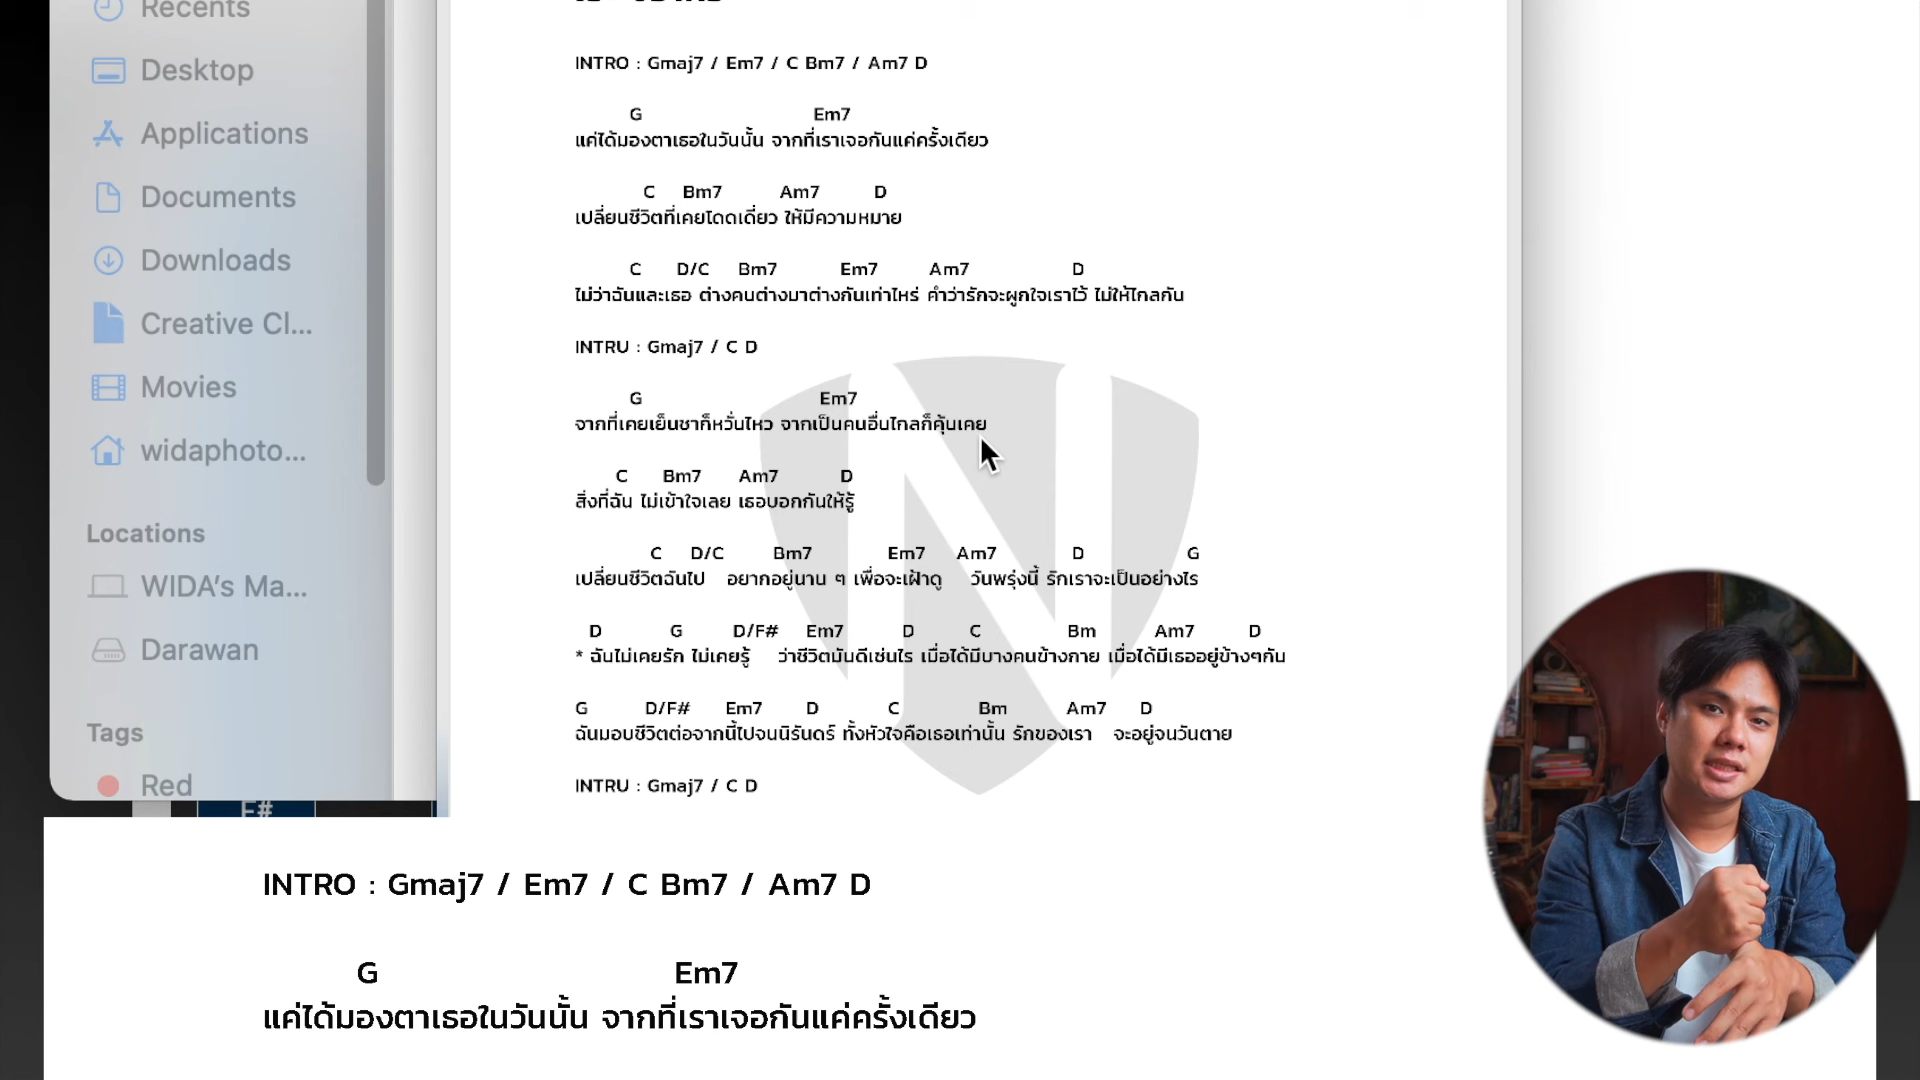 Recents
Desktop
Applications
Documents
Downloads
Creative Cl...
Movies
widaphoto...
Locations
WIDA's Ma...
Darawan
Tags
Red
INTRO : Gmaj7 / Em7 / C Bm7 / Am7 D
G Em7
แค่ได้มองตาเธอในวันนั้น จากที่เราเจอกันแค่ครั้งเดียว
C Bm7 Am7 D
เปลี่ยนชีวิตที่เคยโดดเดี่ยว ให้มีความหมาย
C D/C Bm7 Em7 Am7 D
ไม่ว่าฉันและเธอ ต่างคนต่างมาต่างกันเท่าไหร่ คำว่ารักจะผูกใจเราไว้ ไม่ให้ไกลกัน
INTRU : Gmaj7 / C D
G Em7
จากที่เคยเย็นชาก็หวั่นไหว จากเป็นคนอื่นไกลก็คุ้นเคย
C Bm7 Am7 D
สิ่งที่ฉัน ไม่เข้าใจเลย เธอบอกกันให้รู้
C D/C Bm7 Em7 Am7 D G
เปลี่ยนชีวิตฉันไป อยากอยู่นาน ๆ เพื่อจะเฝ้าดู วันพรุ่งนี้ รักเราจะเป็นอย่างไร
D G D/F# Em7 D C Bm Am7 D
* ฉันไม่เคยรัก ไม่เคยรู้ ว่าชีวิตมันดีเช่นไร เมื่อได้มีบางคนข้างกาย เมื่อได้มีเธออยู่ข้างๆกัน
G D/F# Em7 D C Bm Am7 D
ฉันมอบชีวิตต่อจากนี้ไปจนนิรันดร์ ทั้งหัวใจคือเธอเท่านั้น รักของเรา จะอยู่จนวันตาย
INTRU : Gmaj7 / C D
F#
INTRO : Gmaj7 / Em7 / C Bm7 / Am7 D
G Em7
แค่ได้มองตาเธอในวันนั้น จากที่เราเจอกันแค่ครั้งเดียว